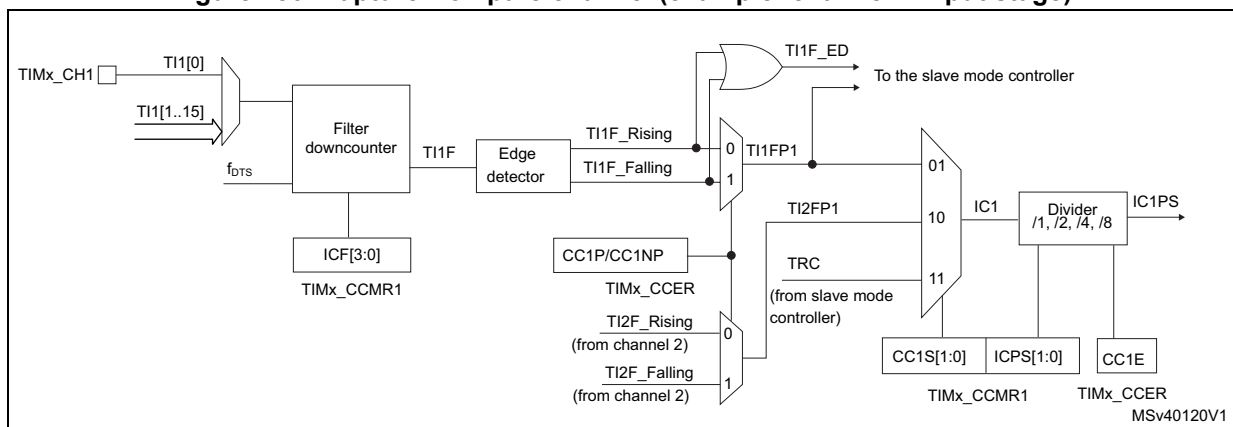 TI1[0]
TIMx_CH1
TI1[1..15]
fDTS
Filter
downcounter
ICF[3:0]
TIMx_CCMR1
TI1F
Edge
detector
TI1F_Rising
TI1F_Falling
TI1F_ED
To the slave mode controller
0
1
TI1FP1
TI2FP1
CC1P/CC1NP
TIMx_CCER
TI2F_Rising
(from channel 2)
TI2F_Falling
(from channel 2)
0
1
TRC
(from slave mode
controller)
01
10
11
IC1
Divider
/1, /2, /4, /8
IC1PS
CC1S[1:0]
ICPS[1:0]
CC1E
TIMx_CCMR1
TIMx_CCER
MSv40120V1